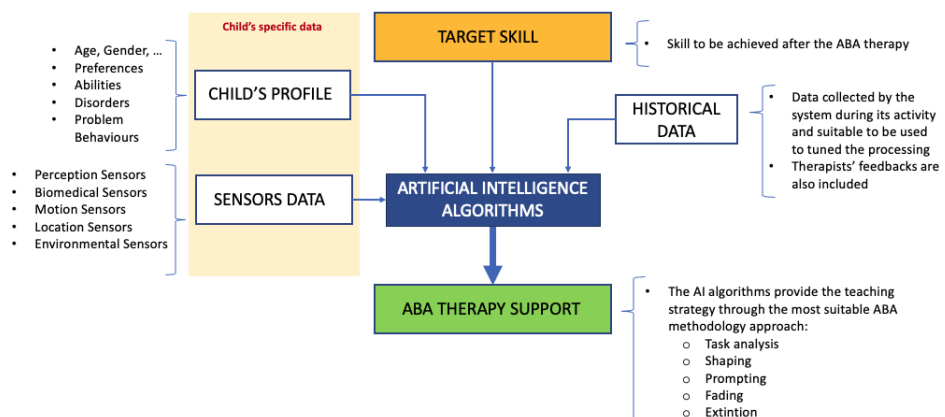 Child's specific data
• Age, Gender, …
• Preferences
• Abilities
• Disorders
• Problem
Behaviours
CHILD'S PROFILE
TARGET SKILL
• Skill to be achieved after the ABA therapy
HISTORICAL
DATA
• Data collected by the
system during its activity
and suitable to be used
to tuned the processing
• Therapists' feedbacks are
also included
• Perception Sensors
• Biomedical Sensors
• Motion Sensors
• Location Sensors
• Environmental Sensors
SENSORS DATA
ARTIFICIAL INTELLIGENCE
ALGORITHMS
ABA THERAPY SUPPORT
• The AI algorithms provide the teaching
strategy through the most suitable ABA
methodology approach:
o Task analysis
o Shaping
o Prompting
o Fading
o Extintion